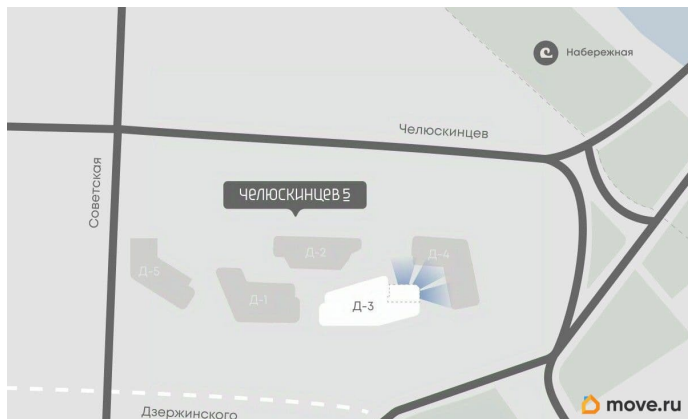 Набережная
Челюскинцев
Советская
ЧЕЛЮСКИНЦЕВ 5
Д-5
Д-2
Д-4
Д-1
Д-3
Дзержинского
move.ru